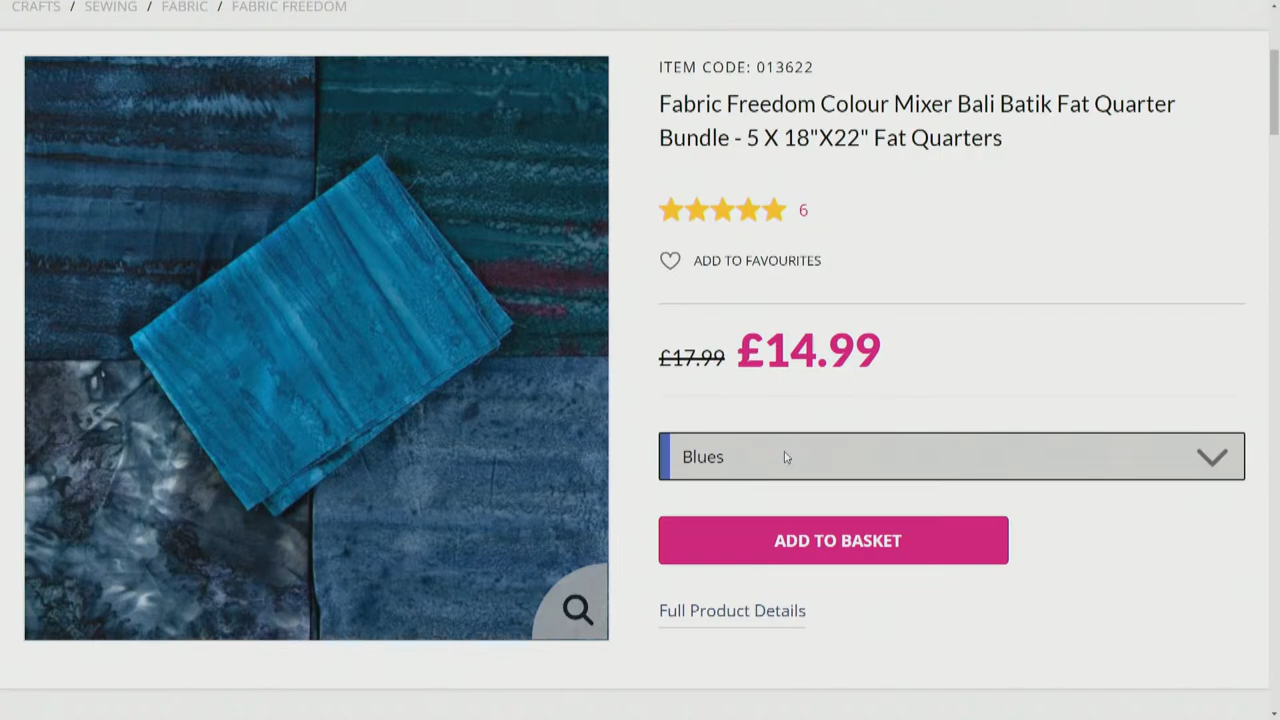 CRAFTS / SEWING / FABRIC / FABRIC FREEDOM
ITEM CODE: 013622
Fabric Freedom Colour Mixer Bali Batik Fat Quarter
Bundle - 5 X 18"X22" Fat Quarters
6
ADD TO FAVOURITES
£17.99 £14.99
Blues
ADD TO BASKET
Full Product Details